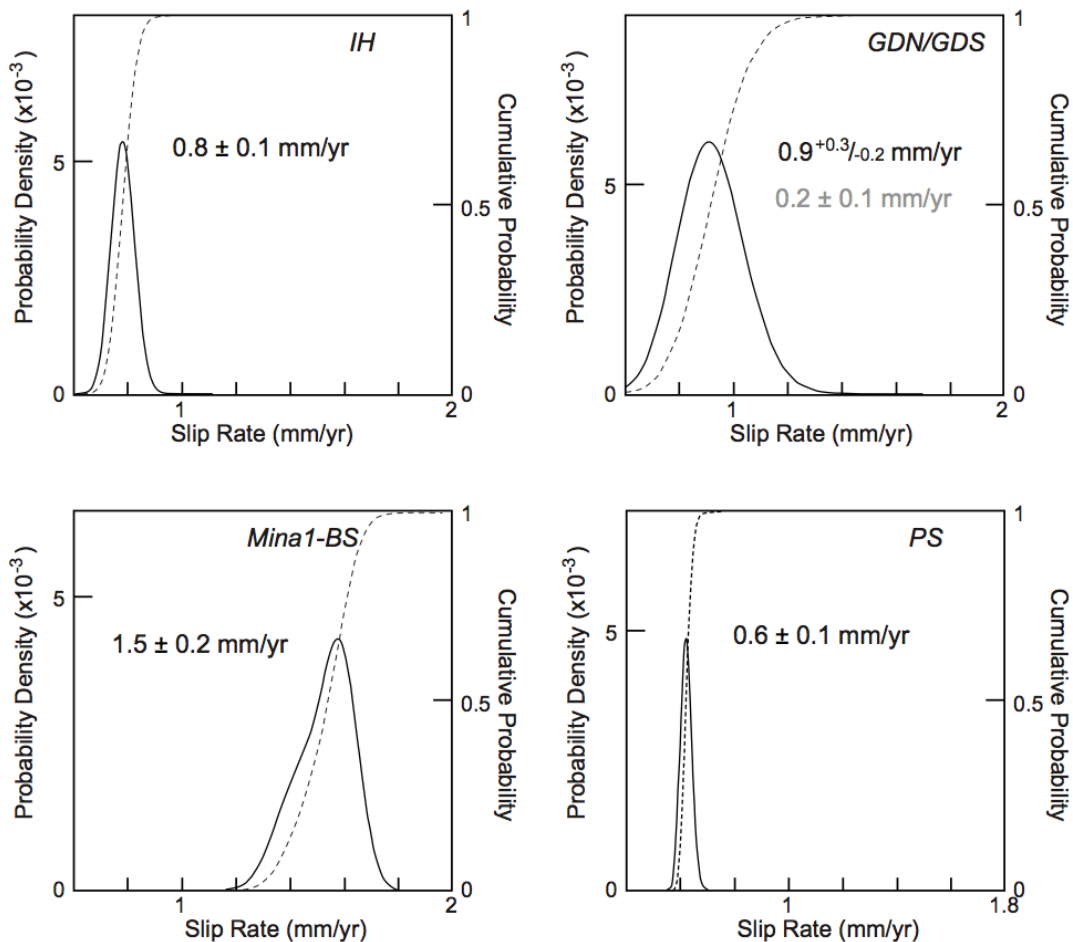 IH
0.8 ± 0.1 mm/yr
Probability Density (x10⁻³)
5
0
Cumulative Probability
1
0.5
0
1
2
Slip Rate (mm/yr)
GDN/GDS
0.9⁺⁰·³/₋₀.₂ mm/yr
0.2 ± 0.1 mm/yr
Probability Density (x10⁻³)
5
0
Cumulative Probability
1
0.5
0
1
2
Slip Rate (mm/yr)
Mina1-BS
1.5 ± 0.2 mm/yr
Probability Density (x10⁻³)
5
0
Cumulative Probability
1
0.5
0
1
2
Slip Rate (mm/yr)
PS
0.6 ± 0.1 mm/yr
Probability Density (x10⁻³)
5
0
Cumulative Probability
1
0.5
0
1
1.8
Slip Rate (mm/yr)